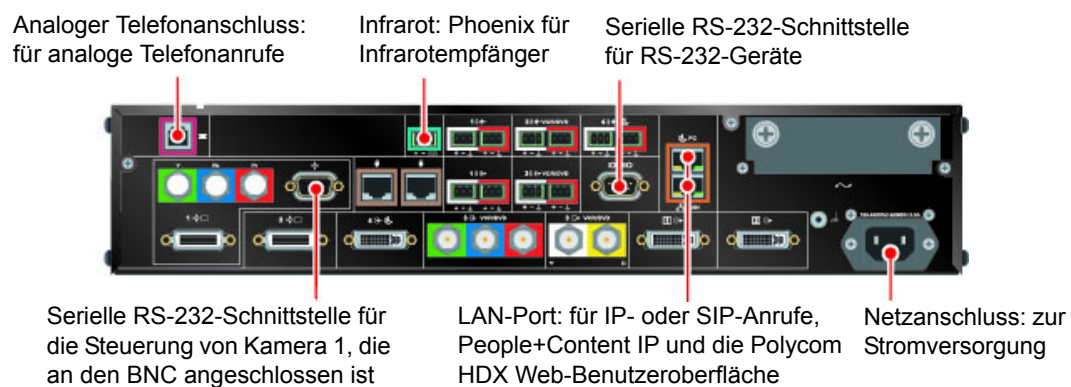 Analoger Telefonanschluss:
für analoge Telefonanrufe
Infrarot: Phoenix für
Infrarotempfänger
Serielle RS-232-Schnittstelle
für RS-232-Geräte
Serielle RS-232-Schnittstelle für
die Steuerung von Kamera 1, die
an den BNC angeschlossen ist
LAN-Port: für IP- oder SIP-Anrufe,
People+Content IP und die Polycom
HDX Web-Benutzeroberfläche
Netzanschluss: zur
Stromversorgung